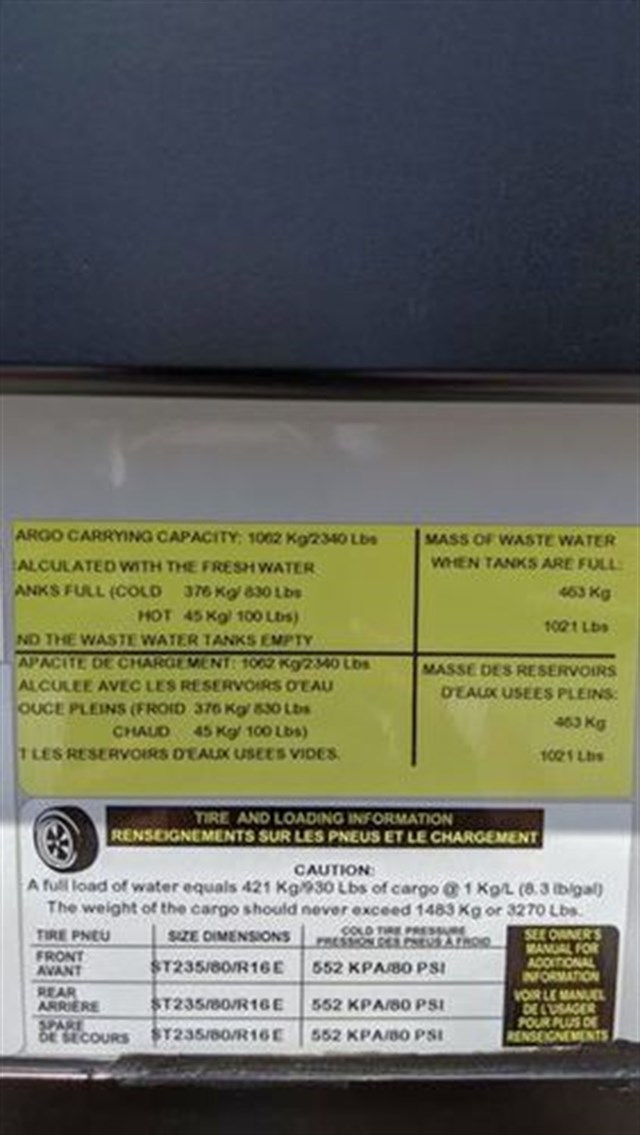 ARGO CARRYING CAPACITY: 1062 Kg/2340 Lbs
ALCULATED WITH THE FRESH WATER
ANKS FULL (COLD 376 Kg/ 830 Lbs
HOT 45 Kg/ 100 Lbs)
ND THE WASTE WATER TANKS EMPTY
MASS OF WASTE WATER
WHEN TANKS ARE FULL:
463 Kg
1021 Lbs
APACITE DE CHARGEMENT: 1062 Kg/2340 Lbs
ALCULEE AVEC LES RESERVOIRS D'EAU
OUCE PLEINS (FROID 376 Kg/ 830 Lbs
CHAUD 45 Kg/ 100 Lbs)
T LES RESERVOIRS D'EAUX USEES VIDES.
MASSE DES RESERVOIRS
D'EAUX USEES PLEINS:
463 Kg
1021 Lbs
TIRE AND LOADING INFORMATION
RENSEIGNEMENTS SUR LES PNEUS ET LE CHARGEMENT
CAUTION:
A full load of water equals 421 Kg/930 Lbs of cargo @ 1 Kg/L (8.3 lb/gal)
The weight of the cargo should never exceed 1483 Kg or 3270 Lbs.
TIRE PNEU SIZE DIMENSIONS COLD TIRE PRESSURE
PRESSION DES PNEUS À FROID
FRONT
AVANT ST235/80/R16 E 552 KPA/80 PSI
REAR
ARRIÈRE ST235/80/R16 E 552 KPA/80 PSI
SPARE
DE SECOURS ST235/80/R16 E 552 KPA/80 PSI
SEE OWNER'S
MANUAL FOR
ADDITIONAL
INFORMATION
VOIR LE MANUEL
DE L'USAGER
POUR PLUS DE
RENSEIGNEMENTS